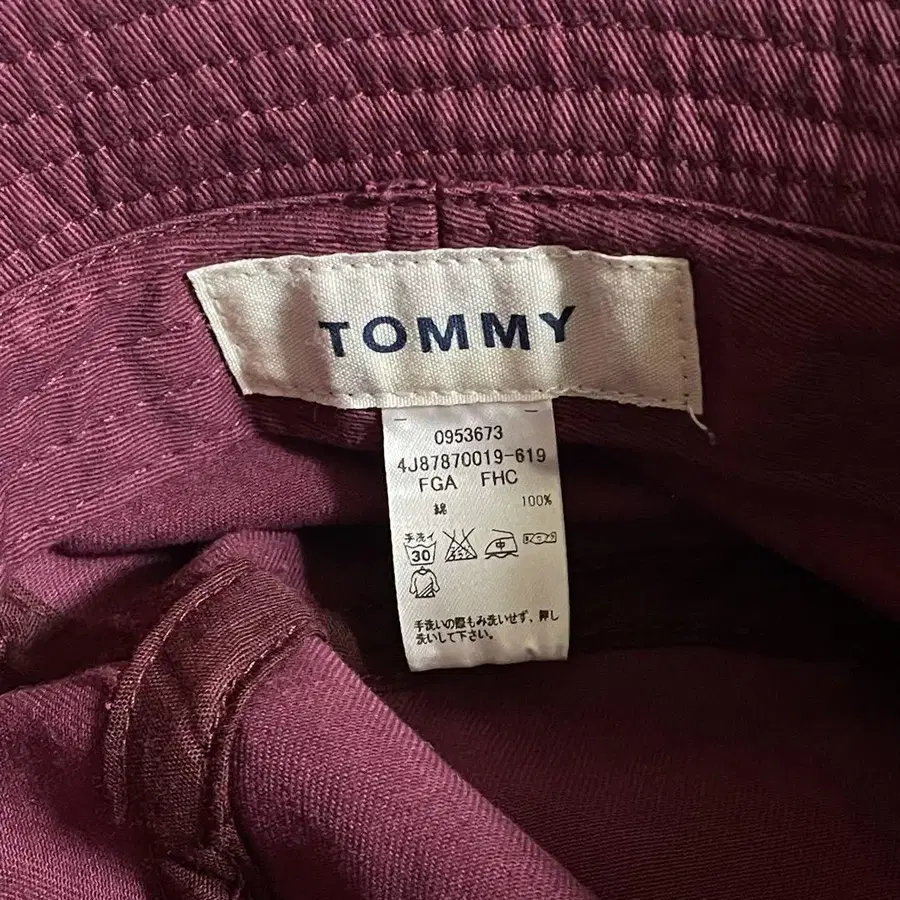 TOMMY
0953673
4J87870019-619
FGA FHC
綿 100%
手洗イ
30 中
手洗いの際もみ洗いせず、押し
洗いして下さい。